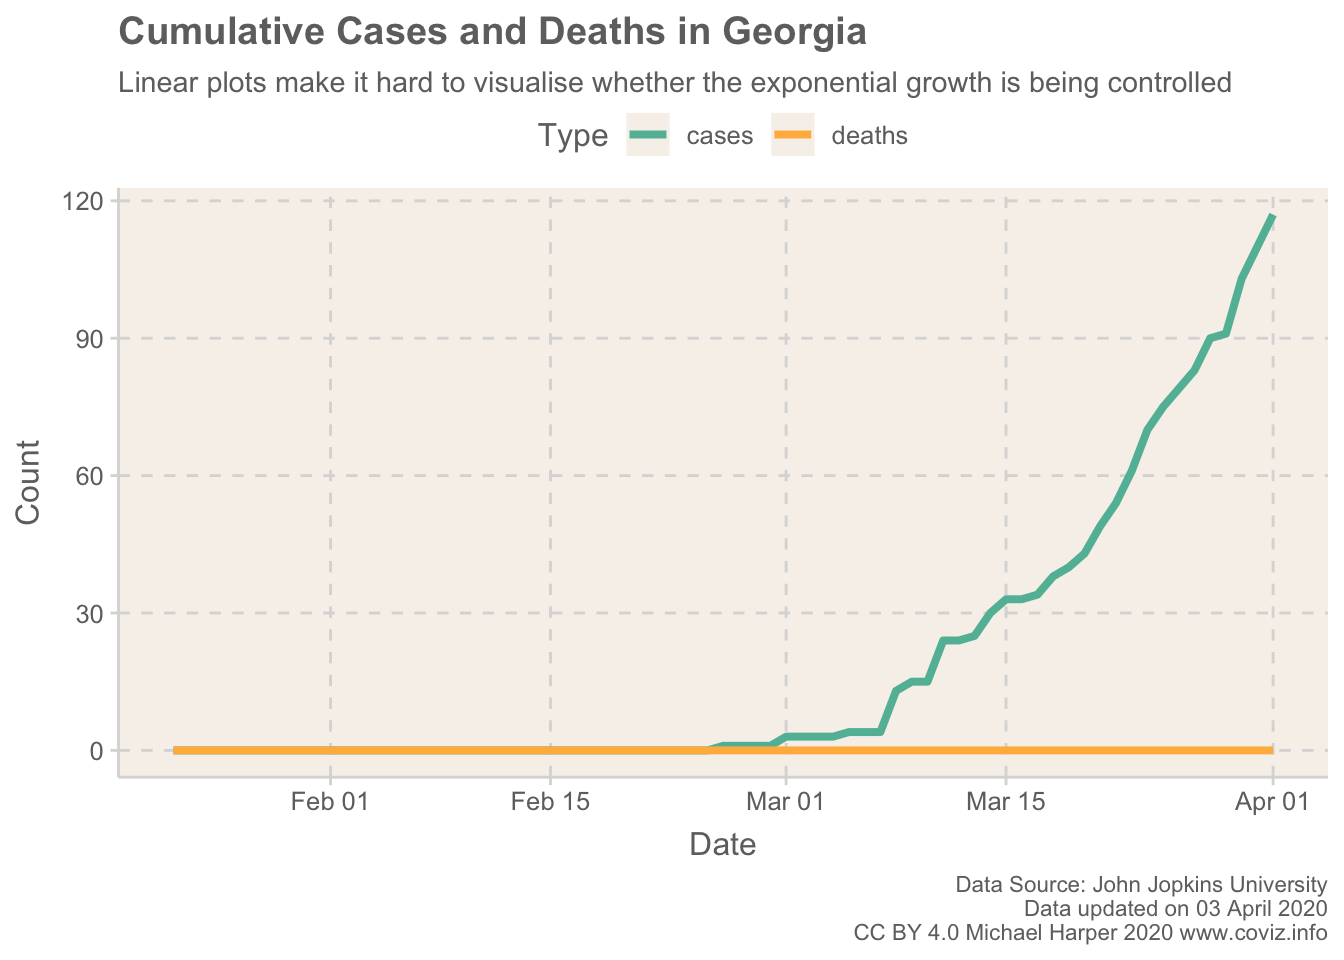 Cumulative Cases and Deaths in Georgia
Linear plots make it hard to visualise whether the exponential growth is being controlled
Type cases deaths
120
90
60
30
0
Count
Feb 01 Feb 15 Mar 01 Mar 15 Apr 01
Date
Data Source: John Jopkins University
Data updated on 03 April 2020
CC BY 4.0 Michael Harper 2020 www.coviz.info